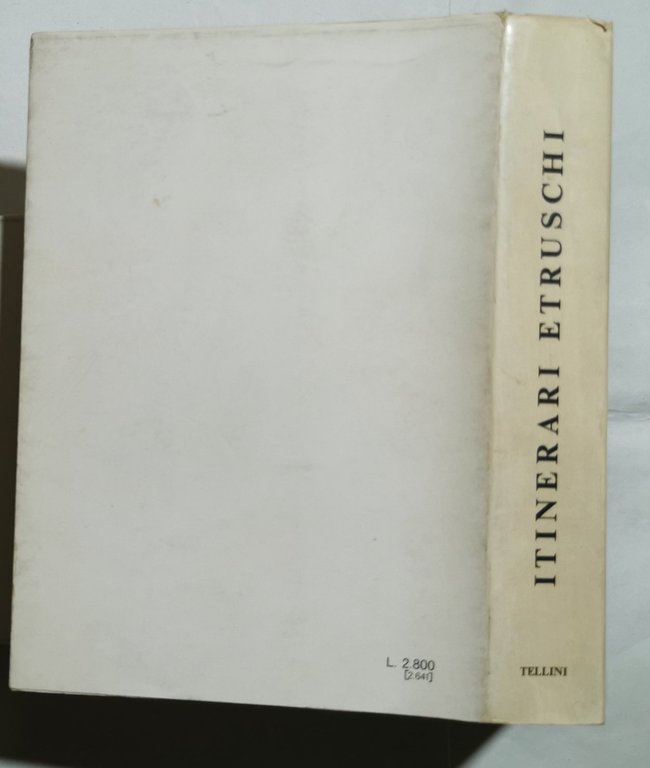 ITINERARI ETRUSCHI
TELLINI
L. 2.800
[2.641]